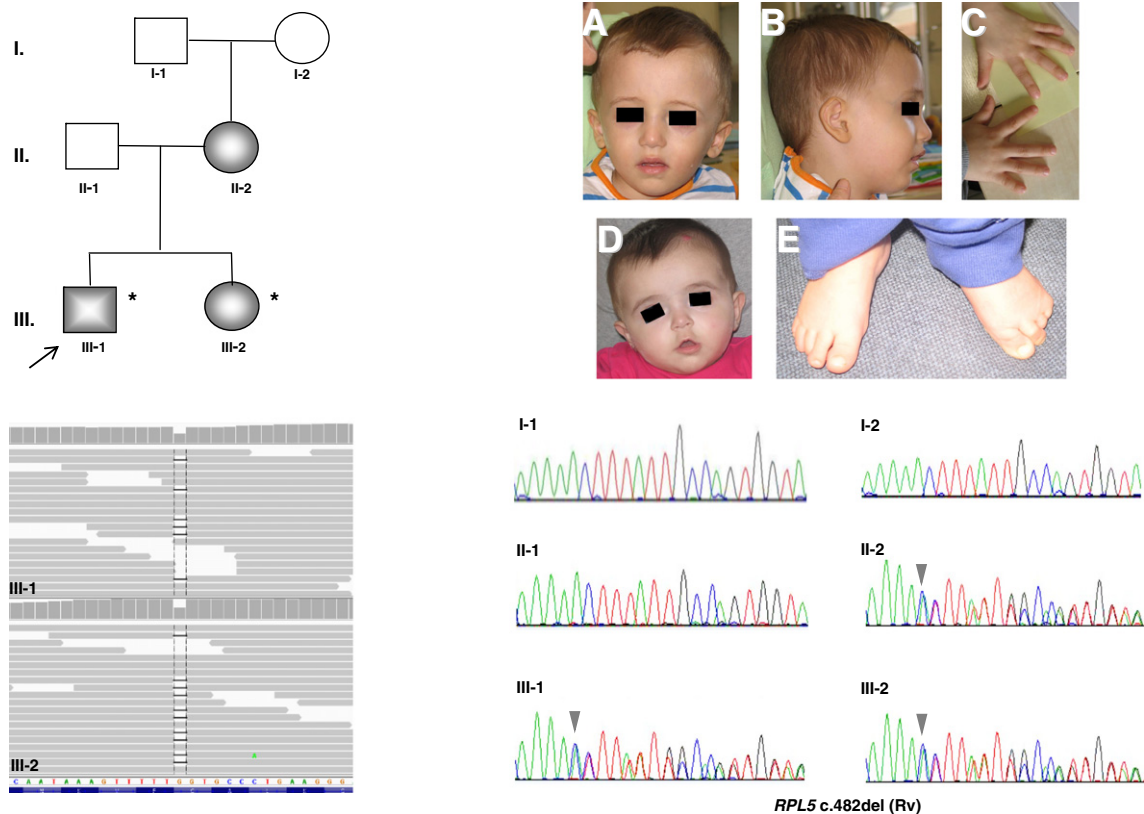 I.
I-1
I-2
II.
II-1
II-2
III.
*
*
III-1
III-2
A
B
C
D
E
III-1
III-2
C A A T A A A G T T T T T G G T G C C C T G A A G G G
I-1
I-2
II-1
II-2
III-1
III-2
RPL5 c.482del (Rv)